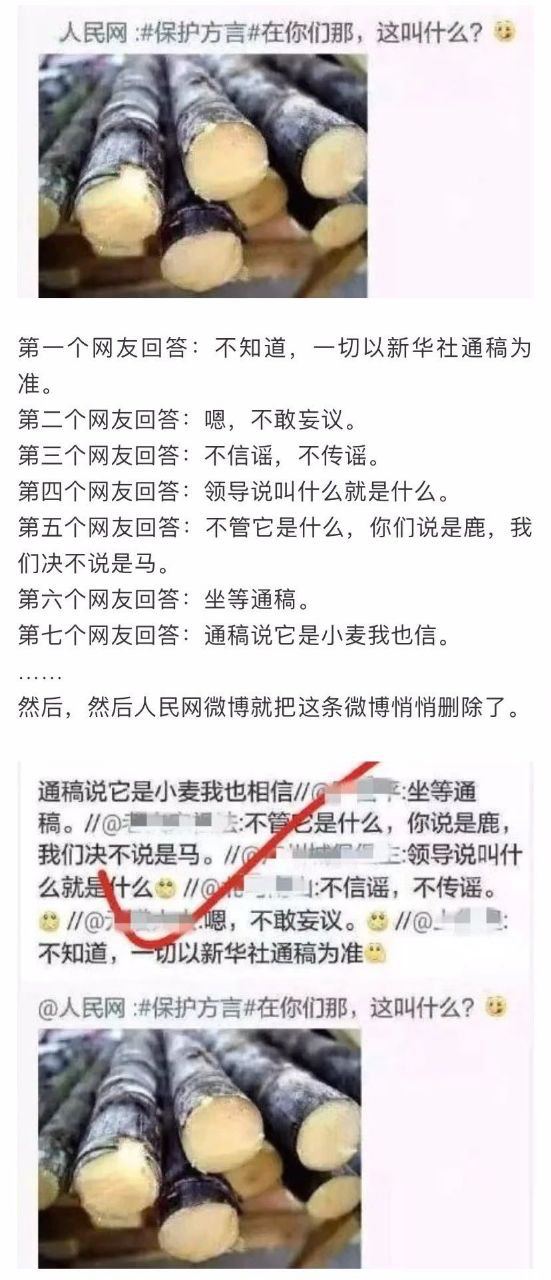 人民网 :#保护方言#在你们那，这叫什么？
第一个网友回答：不知道，一切以新华社通稿为
准。
第二个网友回答：嗯，不敢妄议。
第三个网友回答：不信谣，不传谣。
第四个网友回答：领导说叫什么就是什么。
第五个网友回答：不管它是什么，你们说是鹿，我
们决不说是马。
第六个网友回答：坐等通稿。
第七个网友回答：通稿说它是小麦我也信。
……
然后，然后人民网微博就把这条微博悄悄删除了。
通稿说它是小麦我也相信//@:坐等通
稿。//@:不管它是什么，你说是鹿，
我们决不说是马。//@:领导说叫什
么就是什么 //@:不信谣，不传谣。
//@:嗯，不敢妄议。 //@:
不知道，一切以新华社通稿为准
@人民网 :#保护方言#在你们那，这叫什么？